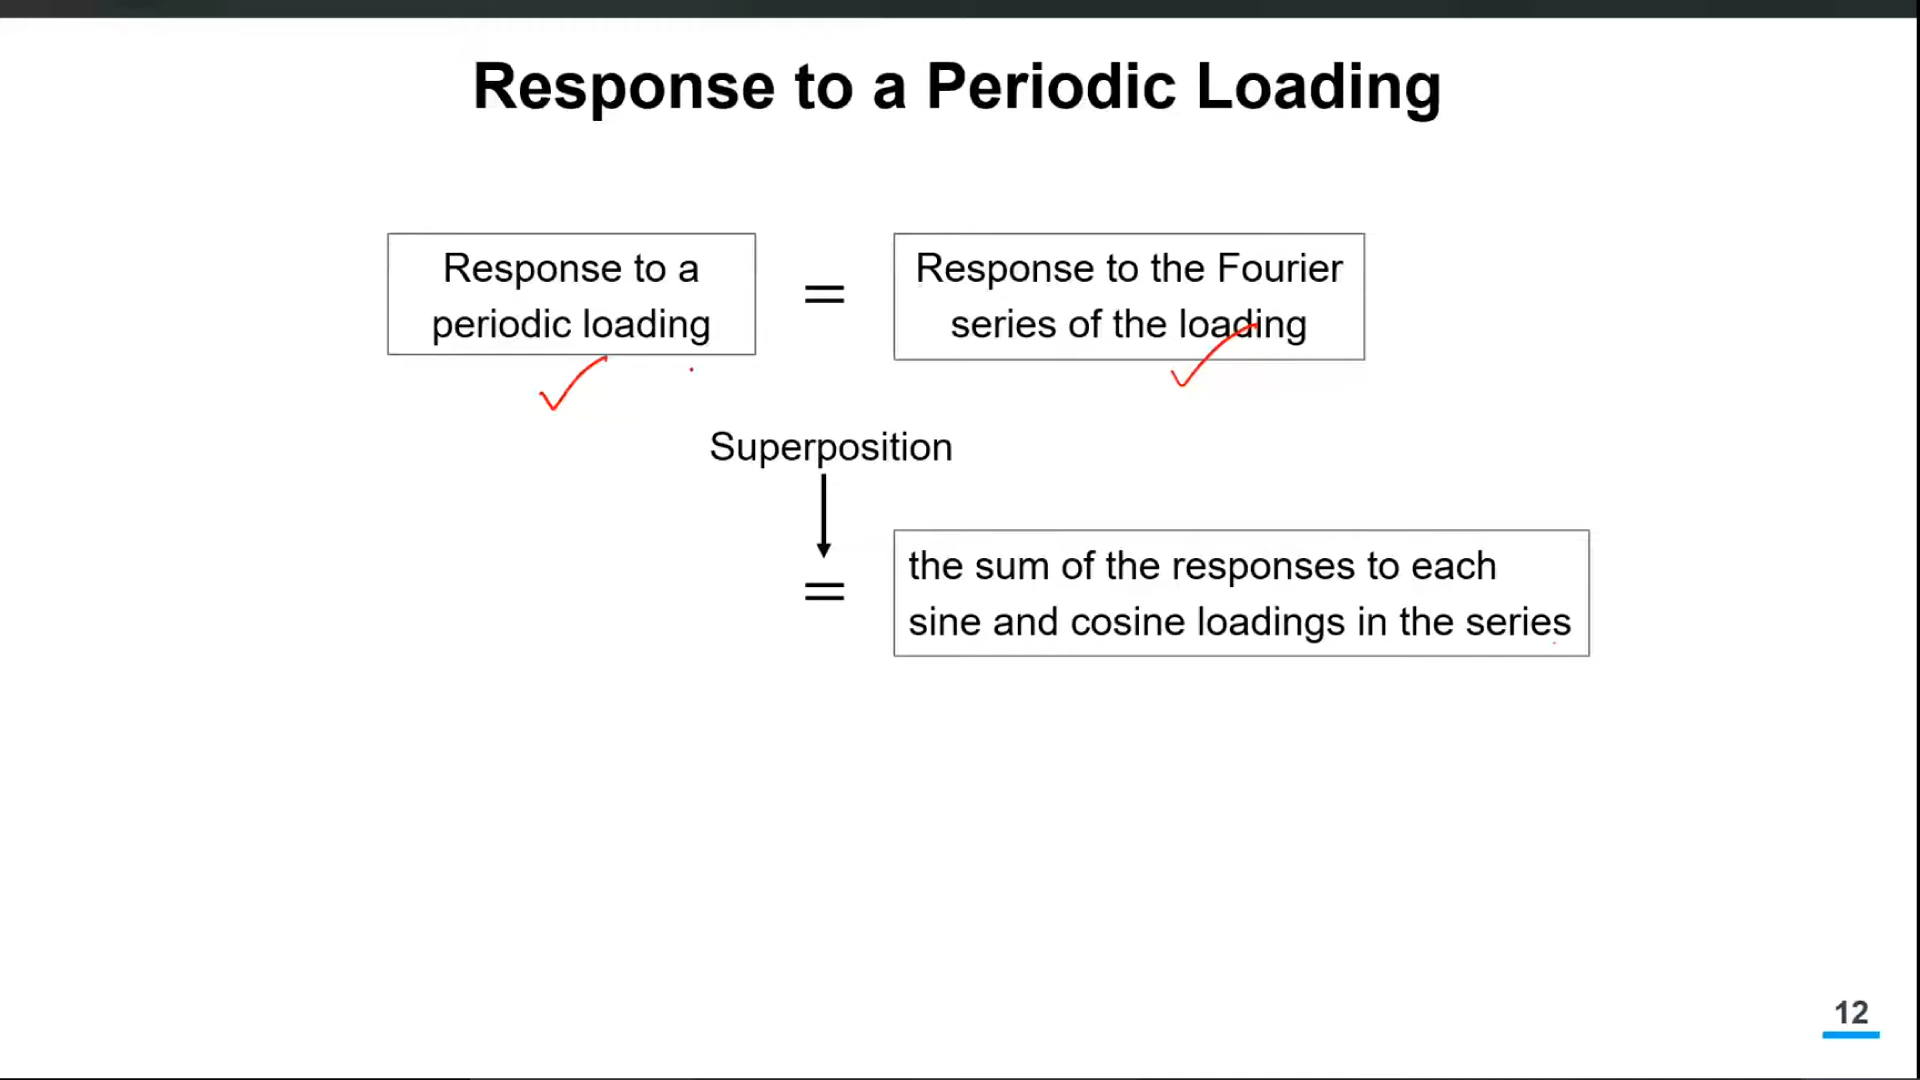 Response to a Periodic Loading
Response to a
periodic loading
=
Response to the Fourier
series of the loading
Superposition
=
the sum of the responses to each
sine and cosine loadings in the series
12